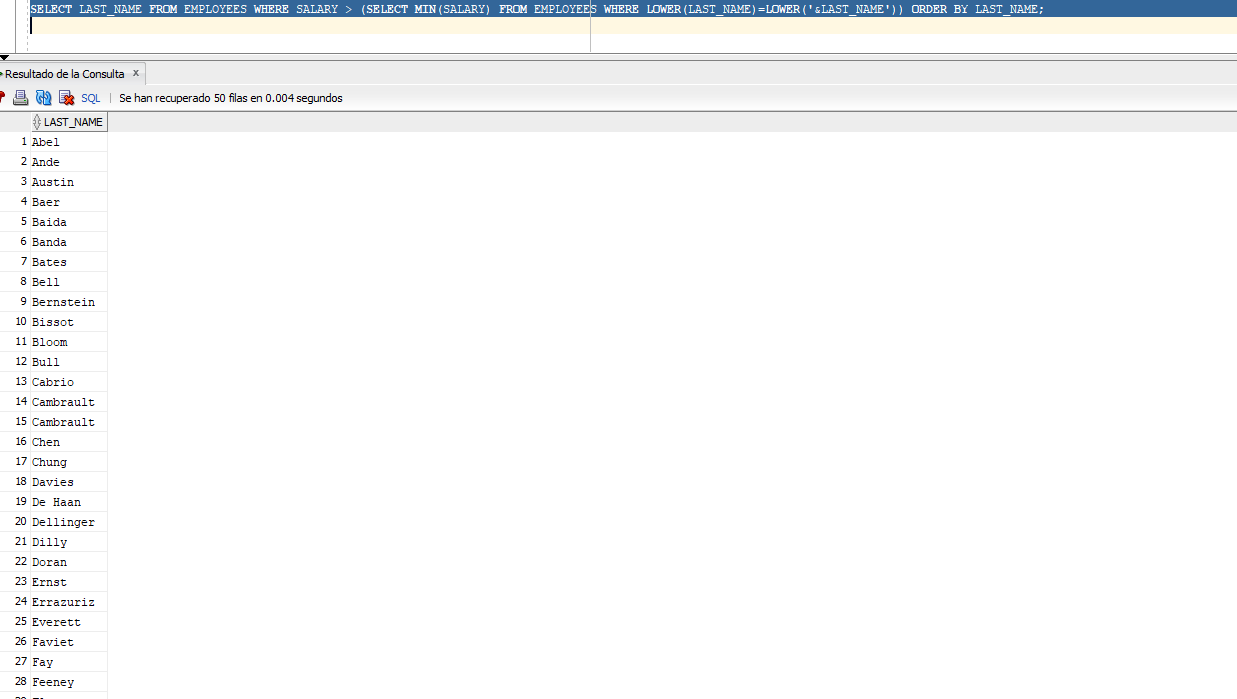 SELECT LAST_NAME FROM EMPLOYEES WHERE SALARY > (SELECT MIN(SALARY) FROM EMPLOYEES WHERE LOWER(LAST_NAME)=LOWER('&LAST_NAME')) ORDER BY LAST_NAME;
Resultado de la Consulta x
SQL | Se han recuperado 50 filas en 0.004 segundos
LAST_NAME
1 Abel
2 Ande
3 Austin
4 Baer
5 Baida
6 Banda
7 Bates
8 Bell
9 Bernstein
10 Bissot
11 Bloom
12 Bull
13 Cabrio
14 Cambrault
15 Cambrault
16 Chen
17 Chung
18 Davies
19 De Haan
20 Dellinger
21 Dilly
22 Doran
23 Ernst
24 Errazuriz
25 Everett
26 Faviet
27 Fay
28 Feeney